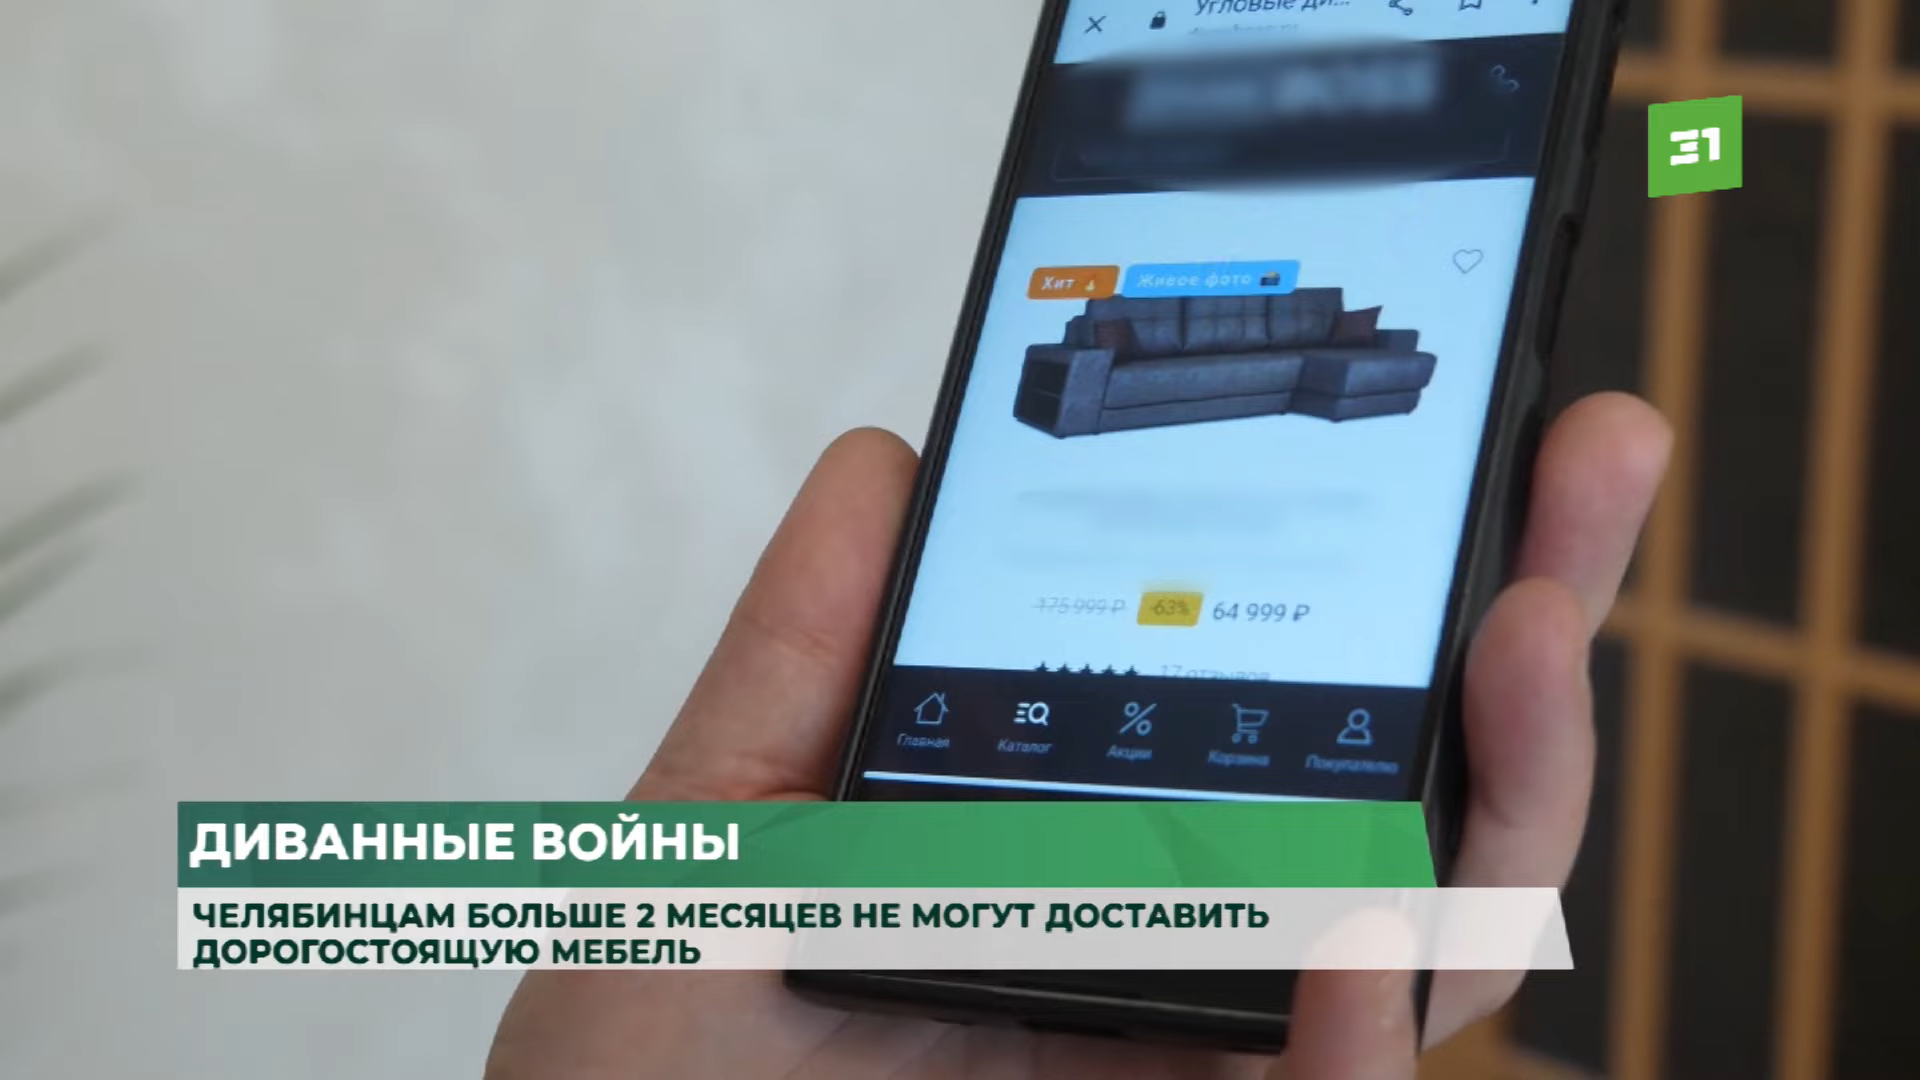 Угловые ди...
31
Хит
Живое фото
175 999 ₽ -63% 64 999 ₽
17 отзывов
Главная Каталог Акции Корзина Покупателю
ДИВАННЫЕ ВОЙНЫ
ЧЕЛЯБИНЦАМ БОЛЬШЕ 2 МЕСЯЦЕВ НЕ МОГУТ ДОСТАВИТЬ
ДОРОГОСТОЯЩУЮ МЕБЕЛЬ